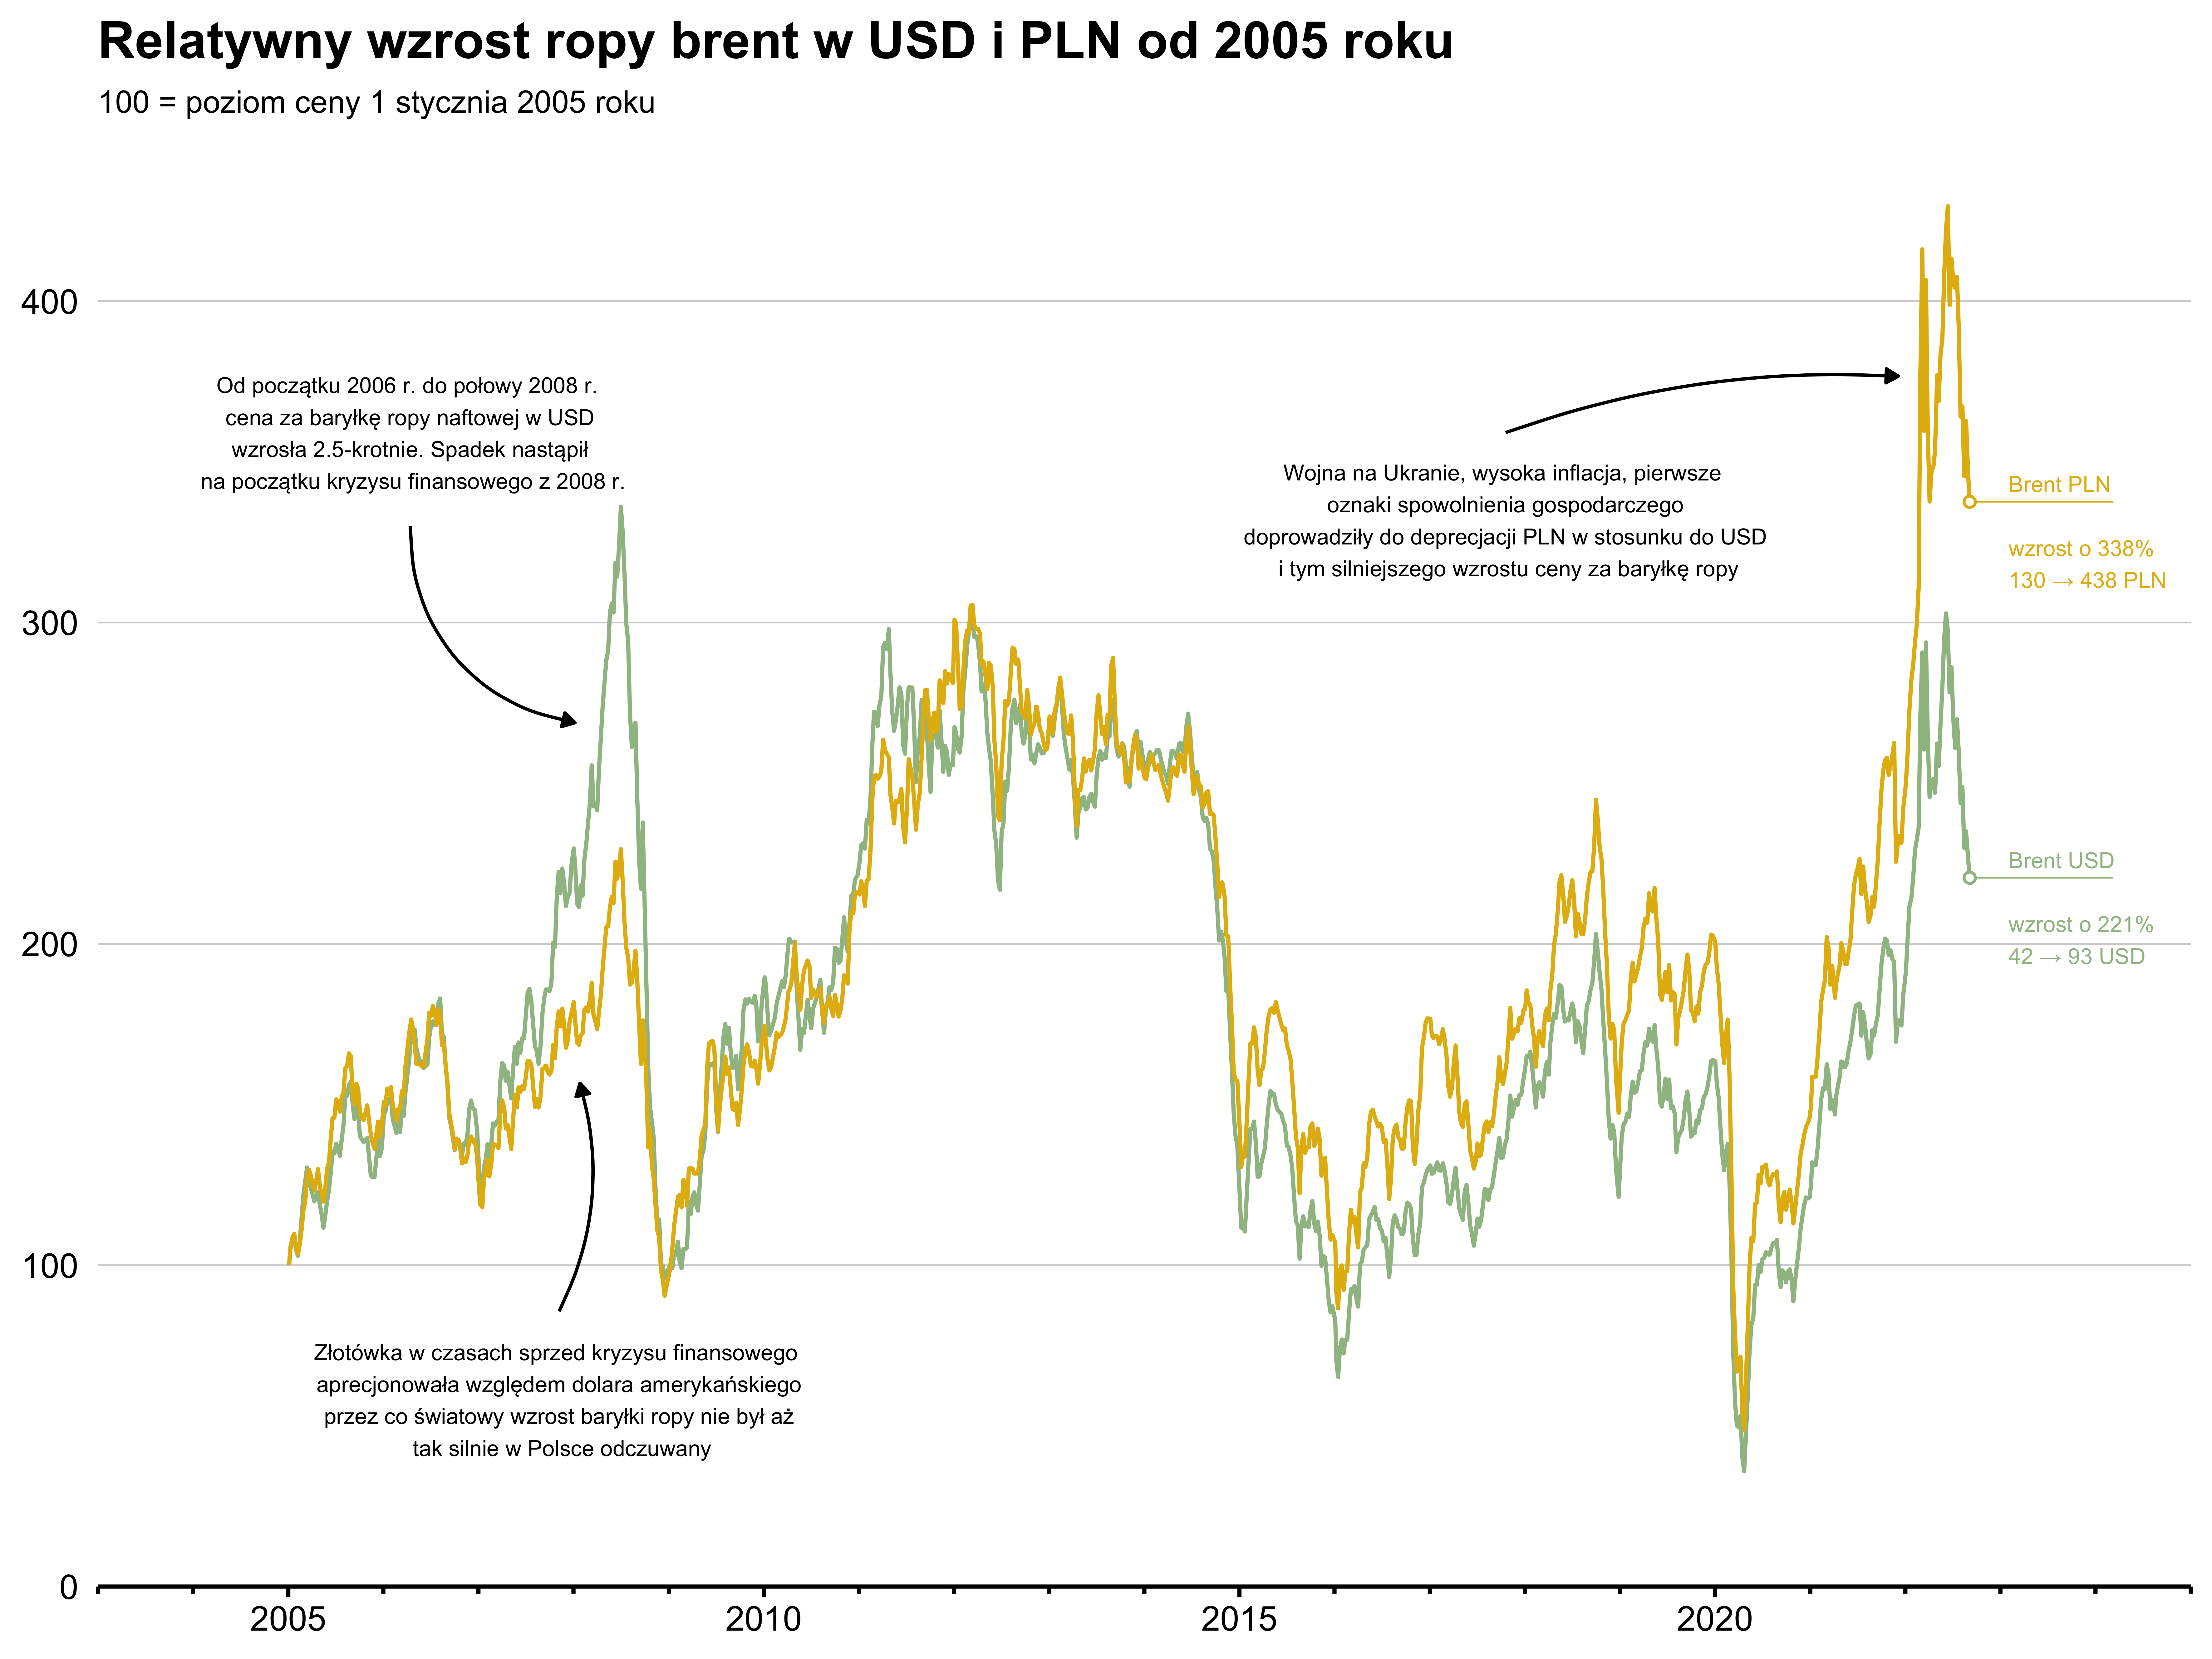 Relatywny wzrost ropy brent w USD i PLN od 2005 roku
100 = poziom ceny 1 stycznia 2005 roku
400
300
200
100
0
Od początku 2006 r. do połowy 2008 r.
cena za baryłkę ropy naftowej w USD
wzrosła 2.5-krotnie. Spadek nastąpił
na początku kryzysu finansowego z 2008 r.
Wojna na Ukranie, wysoka inflacja, pierwsze
oznaki spowolnienia gospodarczego
doprowadziły do deprecjacji PLN w stosunku do USD
i tym silniejszego wzrostu ceny za baryłkę ropy
Brent PLN
wzrost o 338%
130 → 438 PLN
Brent USD
wzrost o 221%
42 → 93 USD
Złotówka w czasach sprzed kryzysu finansowego
aprecjonowała względem dolara amerykańskiego
przez co światowy wzrost baryłki ropy nie był aż
tak silnie w Polsce odczuwany
2005
2010
2015
2020